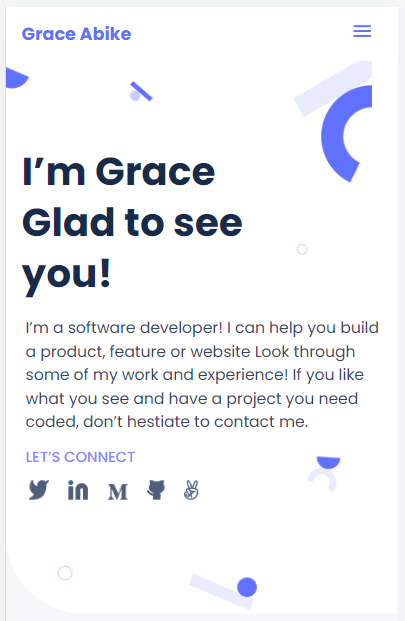 Grace Abike
I’m Grace
Glad to see
you!
I’m a software developer! I can help you build
a product, feature or website Look through
some of my work and experience! If you like
what you see and have a project you need
coded, don’t hestiate to contact me.
LET’S CONNECT